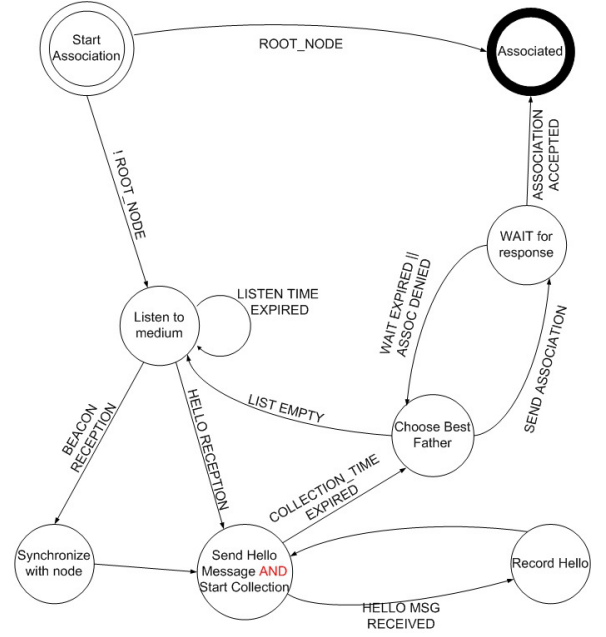 Start
Association
ROOT_NODE
Associated
! ROOT_NODE
ASSOCIATION
ACCEPTED
WAIT for
response
WAIT EXPIRED ||
ASSOC DENIED
SEND ASSOCIATION
Listen to
medium
LISTEN TIME
EXPIRED
LIST EMPTY
Choose Best
Father
BEACON
RECEPTION
HELLO RECEPTION
COLLECTION_TIME
EXPIRED
Synchronize
with node
Send Hello
Message AND
Start Collection
Record Hello
HELLO MSG
RECEIVED